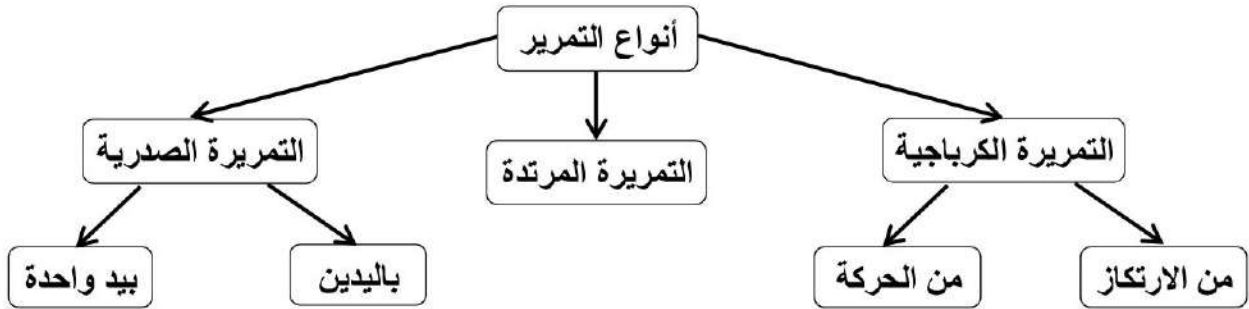 أنواع التمرير
التمريرة الكرباجية
التمريرة المرتدة
التمريرة الصدرية
من الارتكاز
من الحركة
باليدين
بيد واحدة